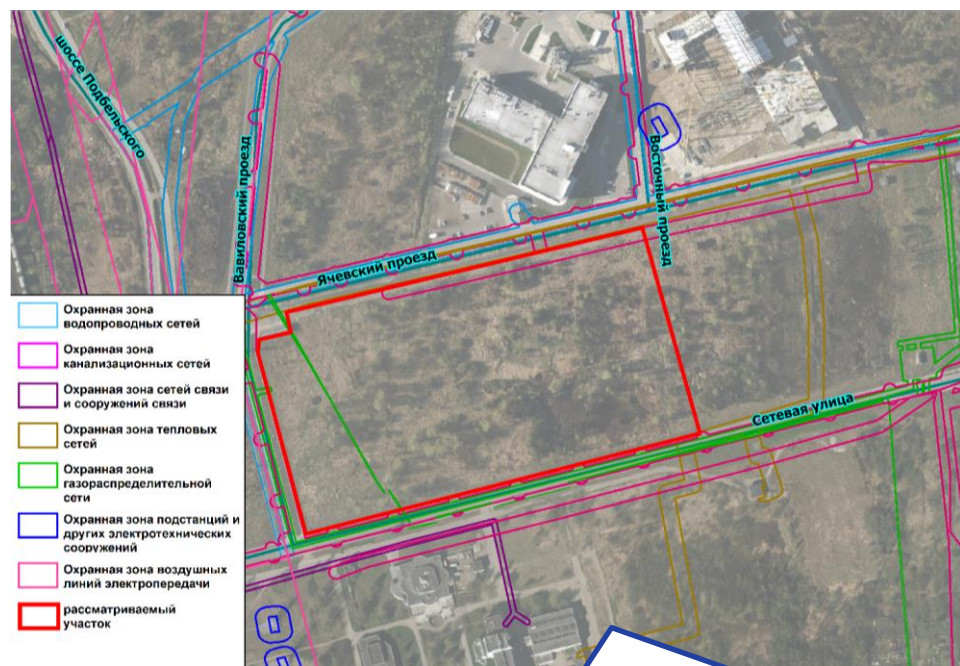 шоссе Подбельского
Вавиловский проезд
Восточный проезд
Ячевский проезд
Сетевая улица
Охранная зона
водопроводных сетей
Охранная зона
канализационных сетей
Охранная зона сетей связи
и сооружений связи
Охранная зона тепловых
сетей
Охранная зона
газораспределительной
сети
Охранная зона подстанций и
других электротехнических
сооружений
Охранная зона воздушных
линий электропередачи
рассматриваемый
участок